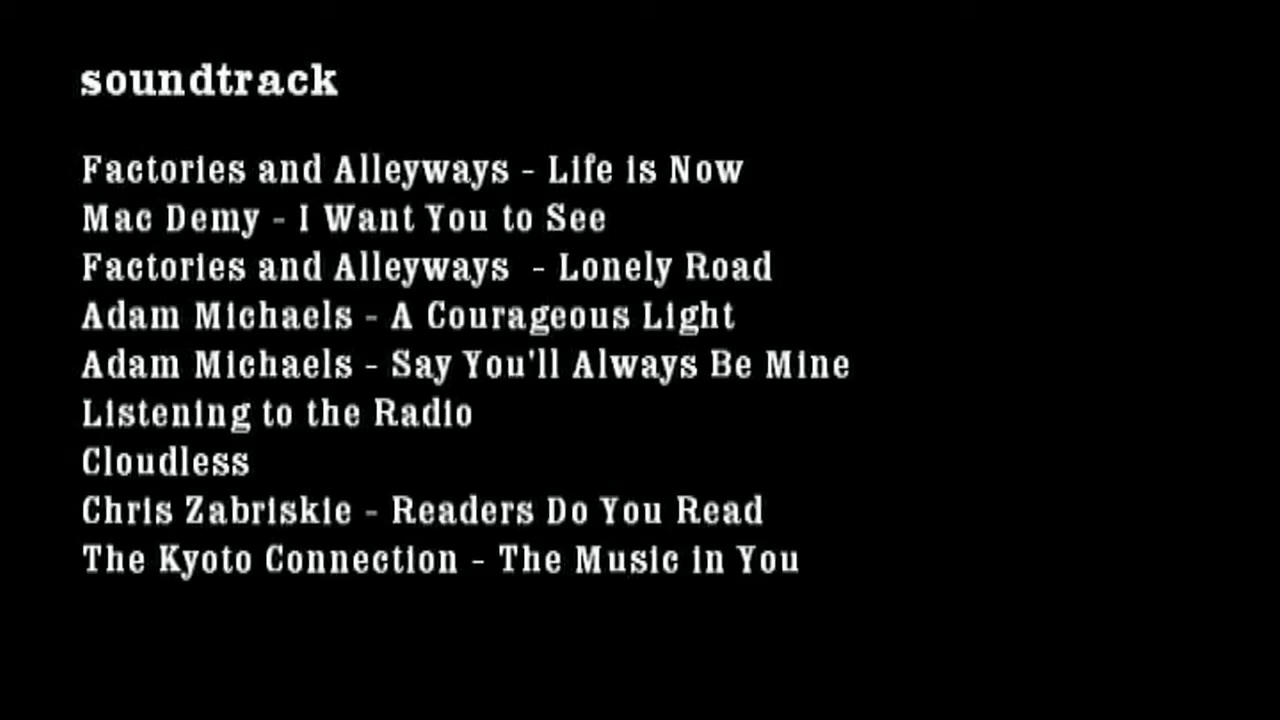 soundtrack
Factories and Alleyways - Life is Now
Mac Demy - I Want You to See
Factories and Alleyways  - Lonely Road
Adam Michaels - A Courageous Light
Adam Michaels - Say You'll Always Be Mine
Listening to the Radio
Cloudless
Chris Zabriskie - Readers Do You Read
The Kyoto Connection - The Music in You